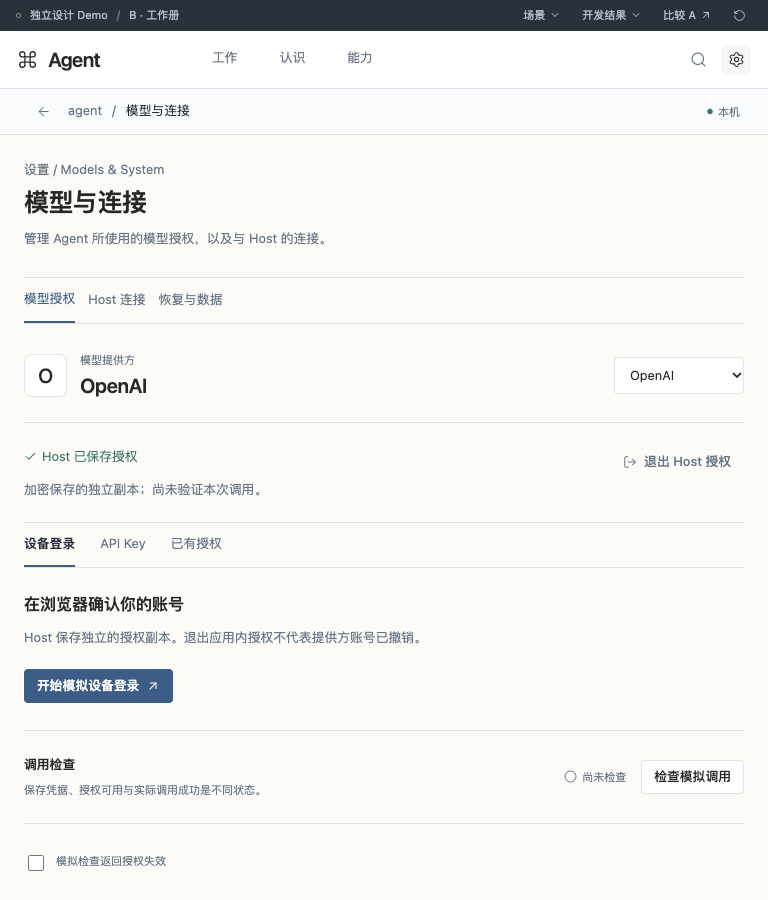 独立设计 Demo / B · 工作册
场景 开发结果 比较 A
Agent 工作 认识 能力
agent / 模型与连接 本机
设置 / Models & System
模型与连接
管理 Agent 所使用的模型授权，以及与 Host 的连接。
模型授权 Host 连接 恢复与数据
O
模型提供方
OpenAI
OpenAI
Host 已保存授权
退出 Host 授权
加密保存的独立副本；尚未验证本次调用。
设备登录 API Key 已有授权
在浏览器确认你的账号
Host 保存独立的授权副本。退出应用内授权不代表提供方账号已撤销。
开始模拟设备登录
调用检查
保存凭据、授权可用与实际调用成功是不同状态。
尚未检查 检查模拟调用
模拟检查返回授权失效